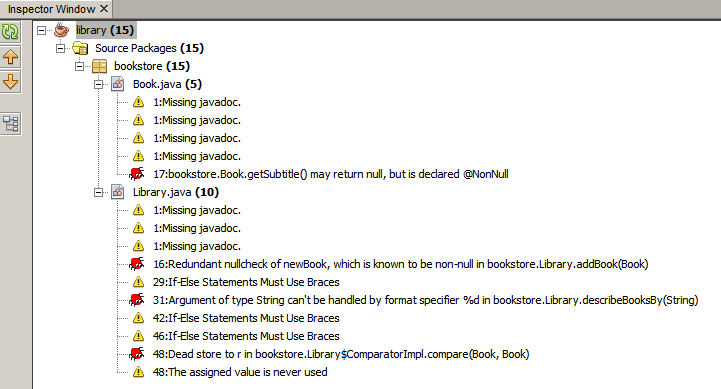 Inspector Window
library (15)
Source Packages (15)
bookstore (15)
Book.java (5)
1:Missing javadoc.
1:Missing javadoc.
1:Missing javadoc.
1:Missing javadoc.
17:bookstore.Book.getSubtitle() may return null, but is declared @NonNull
Library.java (10)
1:Missing javadoc.
1:Missing javadoc.
1:Missing javadoc.
16:Redundant nullcheck of newBook, which is known to be non-null in bookstore.Library.addBook(Book)
29:If-Else Statements Must Use Braces
31:Argument of type String can't be handled by format specifier %d in bookstore.Library.describeBooksBy(String)
42:If-Else Statements Must Use Braces
46:If-Else Statements Must Use Braces
48:Dead store to r in bookstore.Library$ComparatorImpl.compare(Book, Book)
48:The assigned value is never used